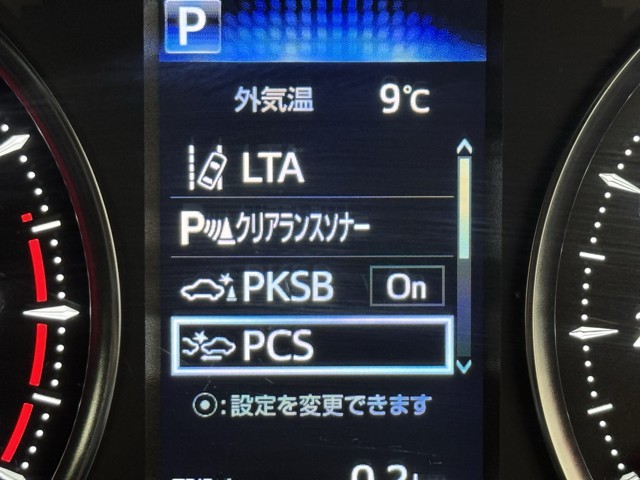 P
外気温 9℃
LTA
Pクリアランスソナー
PKSB On
PCS
⦿:設定を変更できます